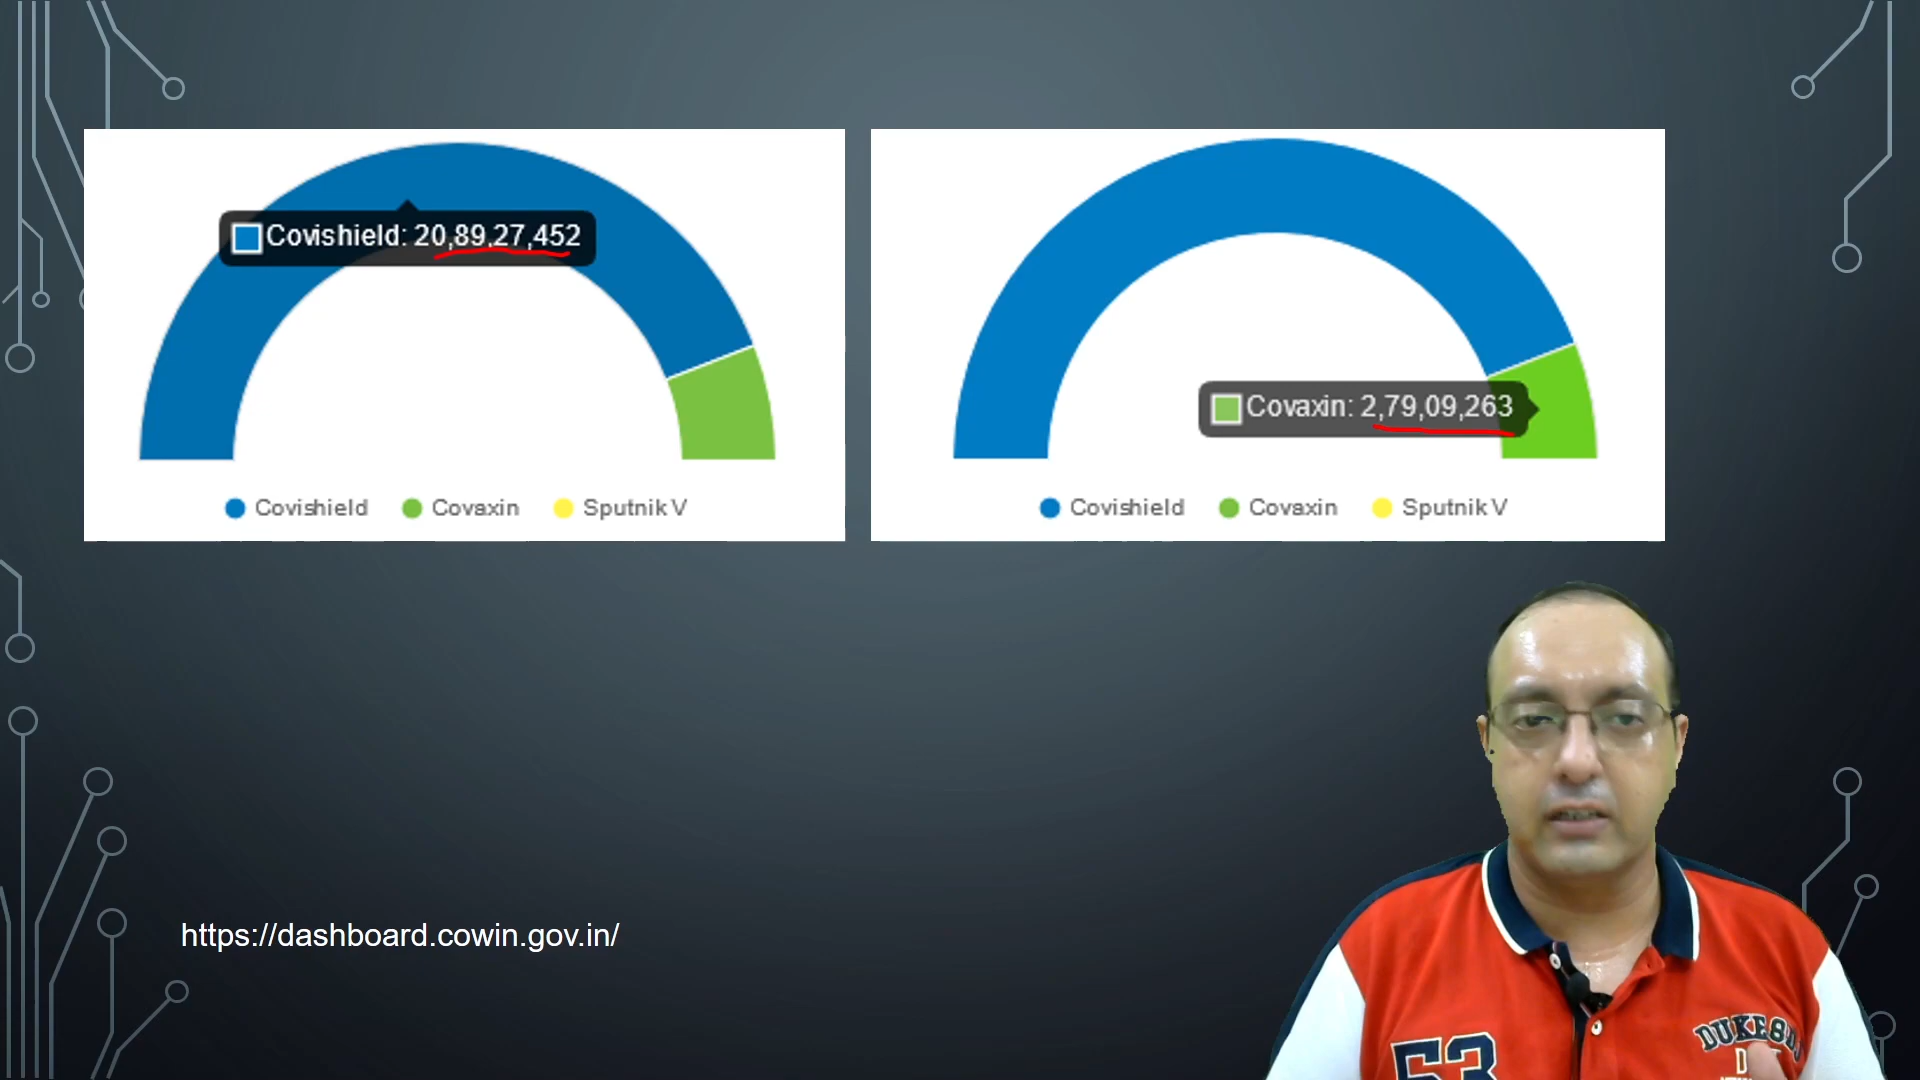 Covishield: 20,89,27,452
Covishield Covaxin Sputnik V
Covaxin: 2,79,09,263
Covishield Covaxin Sputnik V
https://dashboard.cowin.gov.in/
53